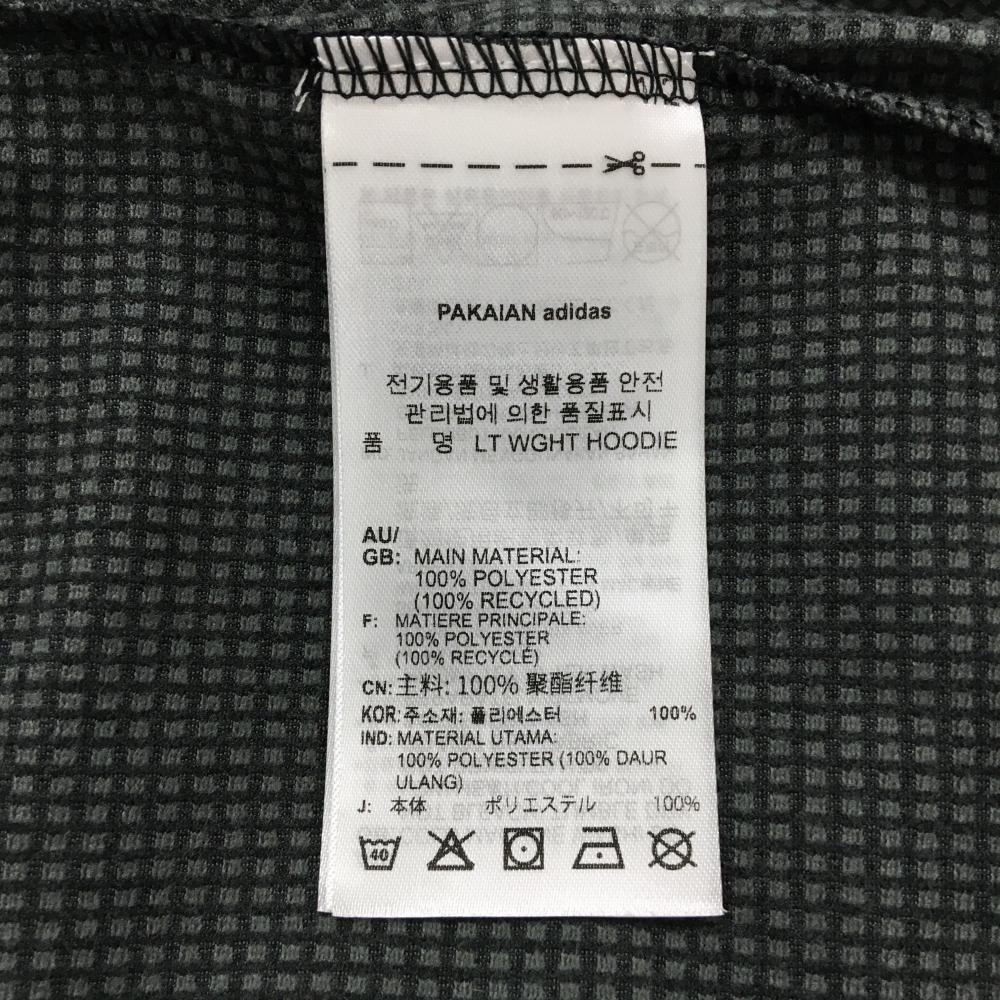 PAKAIAN adidas
전기용품 및 생활용품 안전
관리법에 의한 품질표시
품 명 LT WGHT HOODIE
AU/
GB: MAIN MATERIAL:
100% POLYESTER
(100% RECYCLED)
F: MATIERE PRINCIPALE:
100% POLYESTER
(100% RECYCLÉ)
CN: 主料: 100% 聚酯纤维
KOR: 주소재: 폴리에스터 100%
IND: MATERIAL UTAMA:
100% POLYESTER (100% DAUR
ULANG)
J: 本体 ポリエステル 100%
40